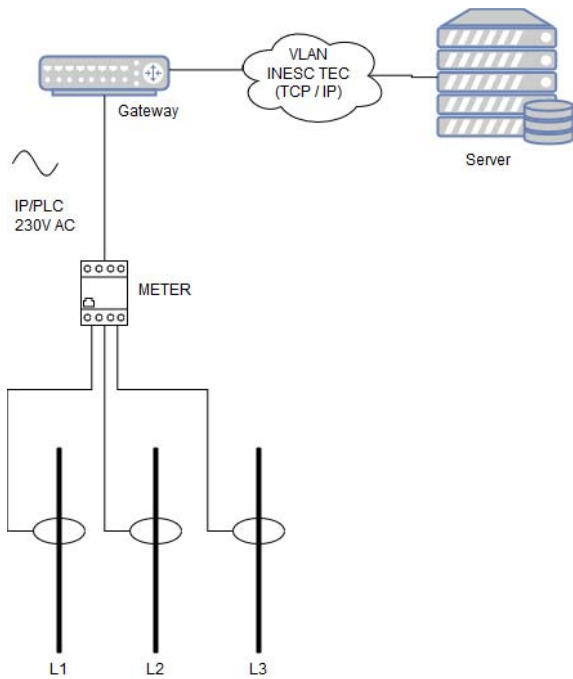 VLAN
INESC TEC
(TCP / IP)
Gateway
Server
IP/PLC
230V AC
METER
L1
L2
L3